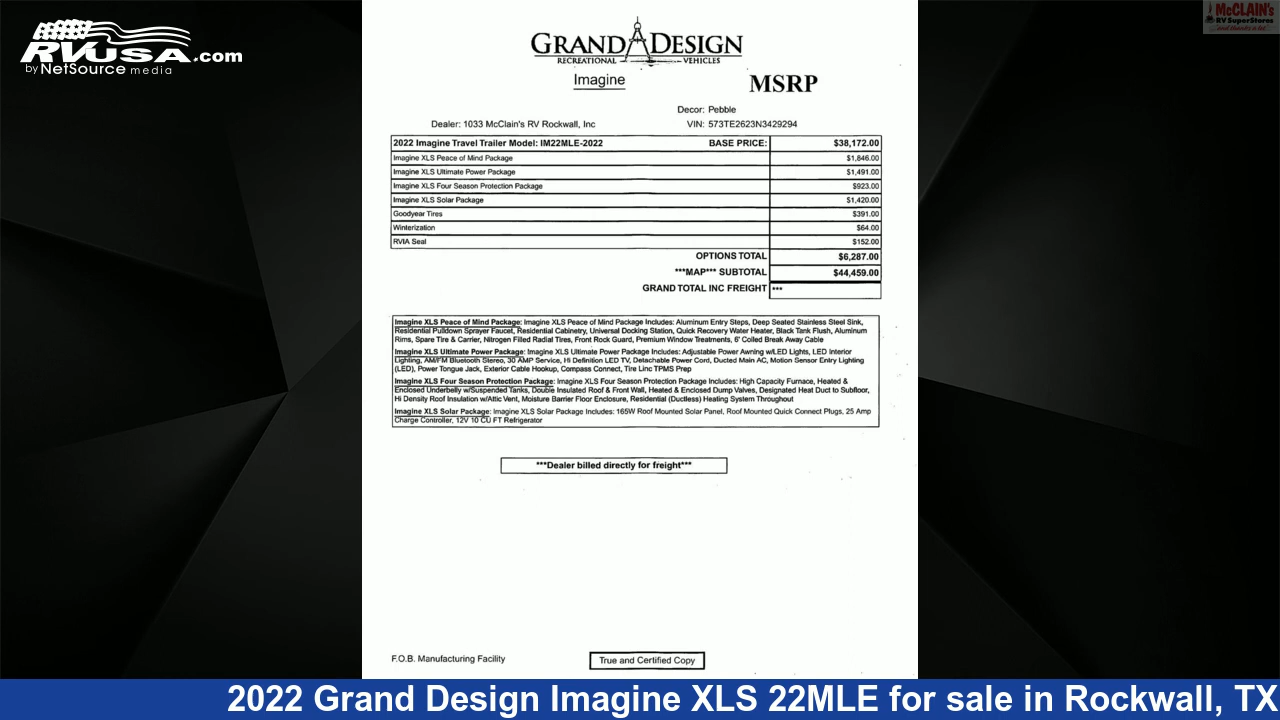 RVUSA.com
by NetSource media
McCLAIN's
RV SuperStores
GRAND DESIGN
RECREATIONAL VEHICLES
Imagine
MSRP
Decor: Pebble
Dealer: 1033 McClain's RV Rockwall, Inc
VIN: 573TE2623N3429294
2022 Imagine Travel Trailer Model: IM22MLE-2022 BASE PRICE: $38,172.00
Imagine XLS Peace of Mind Package $1,846.00
Imagine XLS Ultimate Power Package $1,491.00
Imagine XLS Four Season Protection Package $923.00
Imagine XLS Solar Package $1,420.00
Goodyear Tires $391.00
Winterization $64.00
RVIA Seal $152.00
OPTIONS TOTAL $6,287.00
***MAP*** SUBTOTAL $44,459.00
GRAND TOTAL INC FREIGHT ***
Imagine XLS Peace of Mind Package: Imagine XLS Peace of Mind Package Includes: Aluminum Entry Steps, Deep Seated Stainless Steel Sink,
Residential Pulldown Sprayer Faucet, Residential Cabinetry, Universal Docking Station, Quick Recovery Water Heater, Black Tank Flush, Aluminum
Rims, Spare Tire & Carrier, Nitrogen Filled Radial Tires, Front Rock Guard, Premium Window Treatments, 6' Coiled Break Away Cable
Imagine XLS Ultimate Power Package: Imagine XLS Ultimate Power Package Includes: Adjustable Power Awning w/LED Lights, LED Interior
Lighting, AM/FM Bluetooth Stereo, 30 AMP Service, Hi Definition LED TV, Detachable Power Cord, Ducted Main AC, Motion Sensor Entry Lighting
(LED), Power Tongue Jack, Exterior Cable Hookup, Compass Connect, Tire Linc TPMS Prep
Imagine XLS Four Season Protection Package: Imagine XLS Four Season Protection Package Includes: High Capacity Furnace, Heated &
Enclosed Underbelly w/Suspended Tanks, Double Insulated Roof & Front Wall, Heated & Enclosed Dump Valves, Designated Heat Duct to Subfloor,
Hi Density Roof Insulation w/Attic Vent, Moisture Barrier Floor Enclosure, Residential (Ductless) Heating System Throughout
Imagine XLS Solar Package: Imagine XLS Solar Package Includes: 165W Roof Mounted Solar Panel, Roof Mounted Quick Connect Plugs, 25 Amp
Charge Controller, 12V 10 CU FT Refrigerator
***Dealer billed directly for freight***
F.O.B. Manufacturing Facility
True and Certified Copy
2022 Grand Design Imagine XLS 22MLE for sale in Rockwall, TX